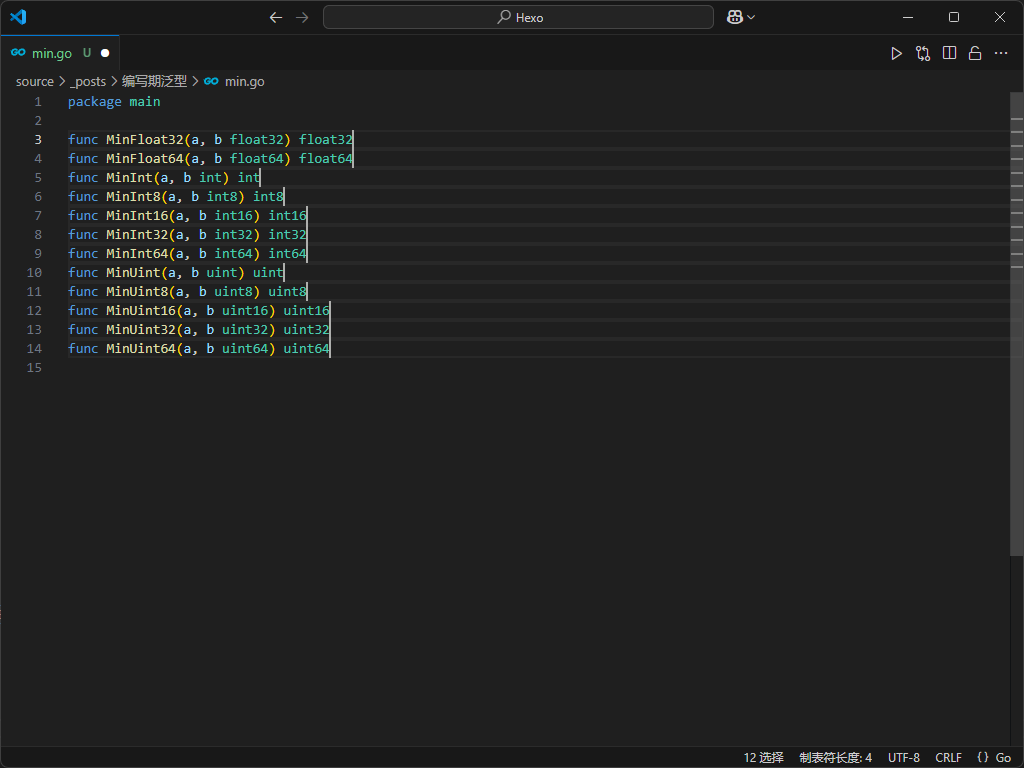 Hexo
min.go U
source > _posts > 编写期泛型 > min.go
1 package main
2
3 func MinFloat32(a, b float32) float32
4 func MinFloat64(a, b float64) float64
5 func MinInt(a, b int) int
6 func MinInt8(a, b int8) int8
7 func MinInt16(a, b int16) int16
8 func MinInt32(a, b int32) int32
9 func MinInt64(a, b int64) int64
10 func MinUint(a, b uint) uint
11 func MinUint8(a, b uint8) uint8
12 func MinUint16(a, b uint16) uint16
13 func MinUint32(a, b uint32) uint32
14 func MinUint64(a, b uint64) uint64
15
12 选择 制表符长度: 4 UTF-8 CRLF {} Go